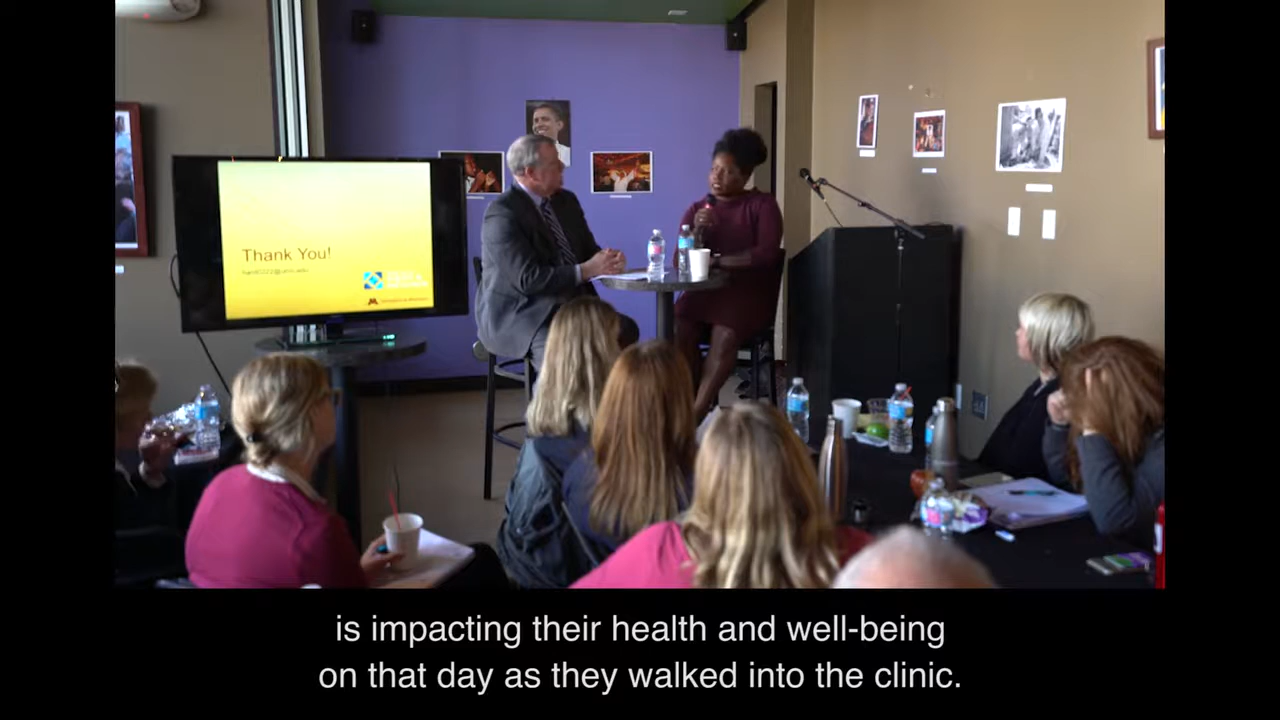 Thank You!
is impacting their health and well-being
on that day as they walked into the clinic.